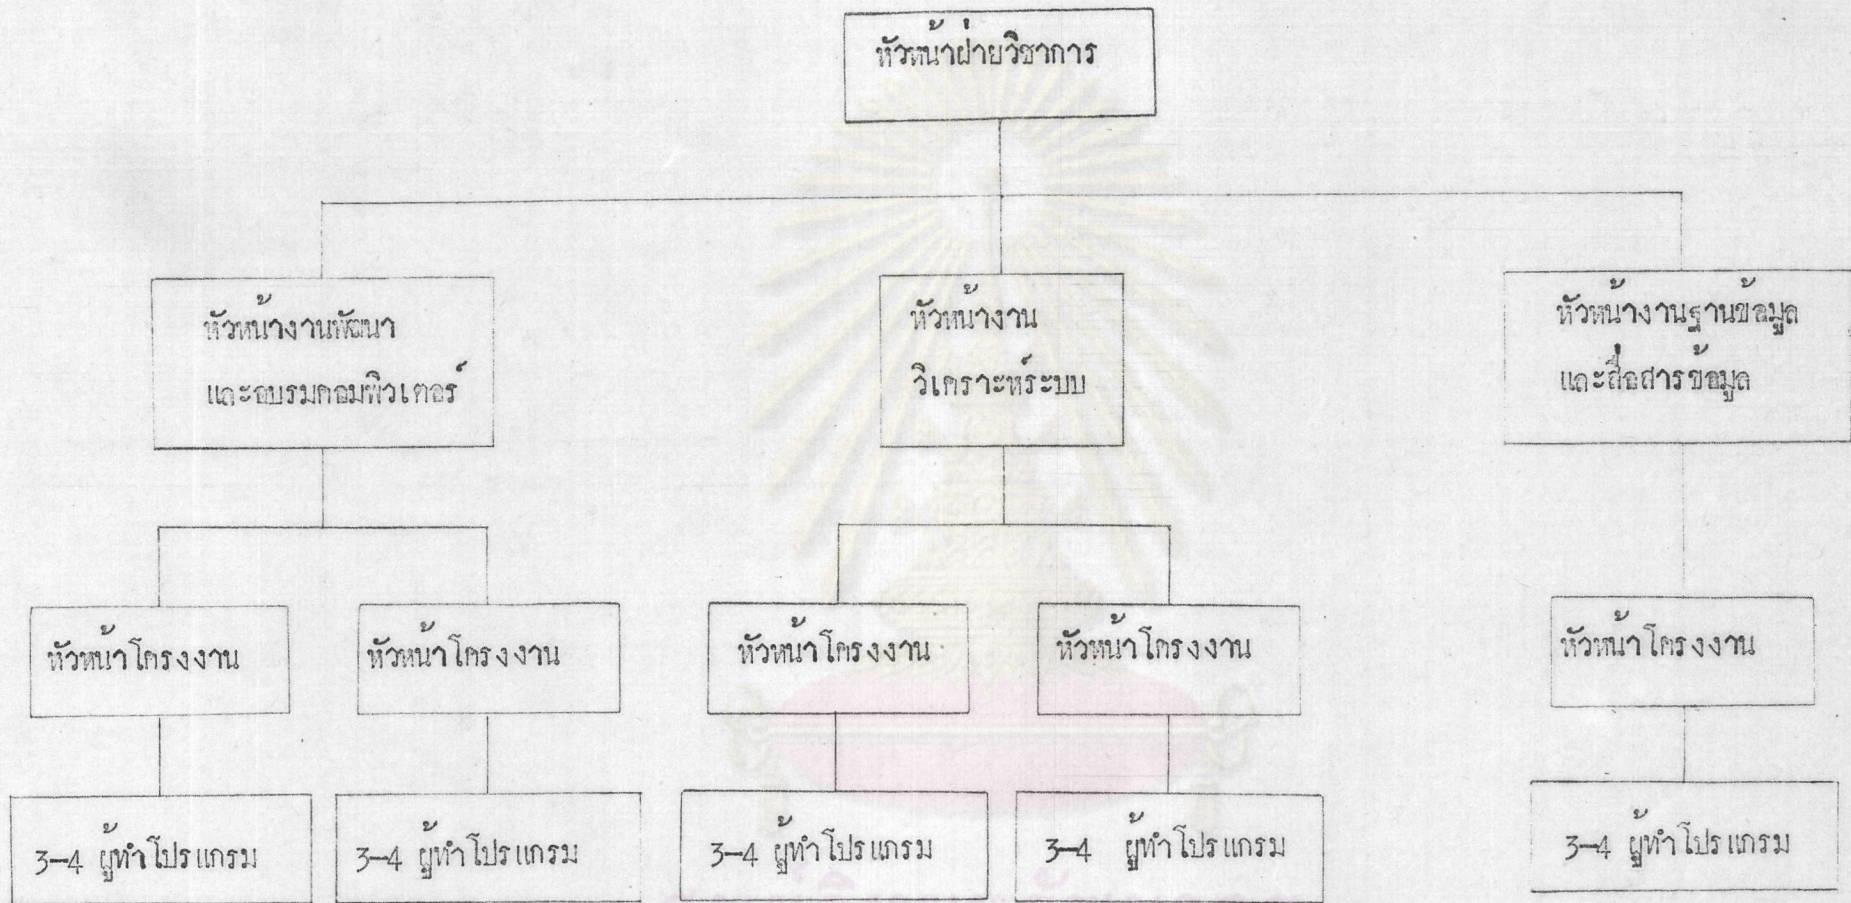 หัวหน้าฝ่ายวิชาการ
หัวหน้างานพัฒนา
และอบรมคอมพิวเตอร์
หัวหน้างาน
วิเคราะห์ระบบ
หัวหน้างานฐานข้อมูล
และสื่อสารข้อมูล
หัวหน้าโครงงาน
หัวหน้าโครงงาน
หัวหน้าโครงงาน
หัวหน้าโครงงาน
หัวหน้าโครงงาน
3-4 ผู้ทำโปรแกรม
3-4 ผู้ทำโปรแกรม
3-4 ผู้ทำโปรแกรม
3-4 ผู้ทำโปรแกรม
3-4 ผู้ทำโปรแกรม